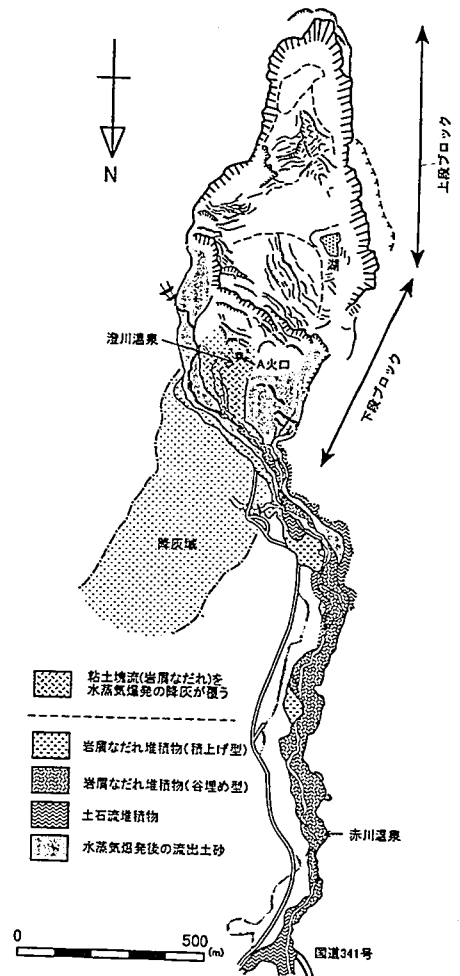 N
上段ブロック
湖
澄川温泉
A火口
下段ブロック
降灰域
粘土塊流(岩屑なだれ)を
水蒸気爆発の降灰が覆う
岩屑なだれ堆積物(積上げ型)
岩屑なだれ堆積物(谷埋め型)
土石流堆積物
水蒸気爆発後の流出土砂
赤川温泉
0 500 (m)
国道341号